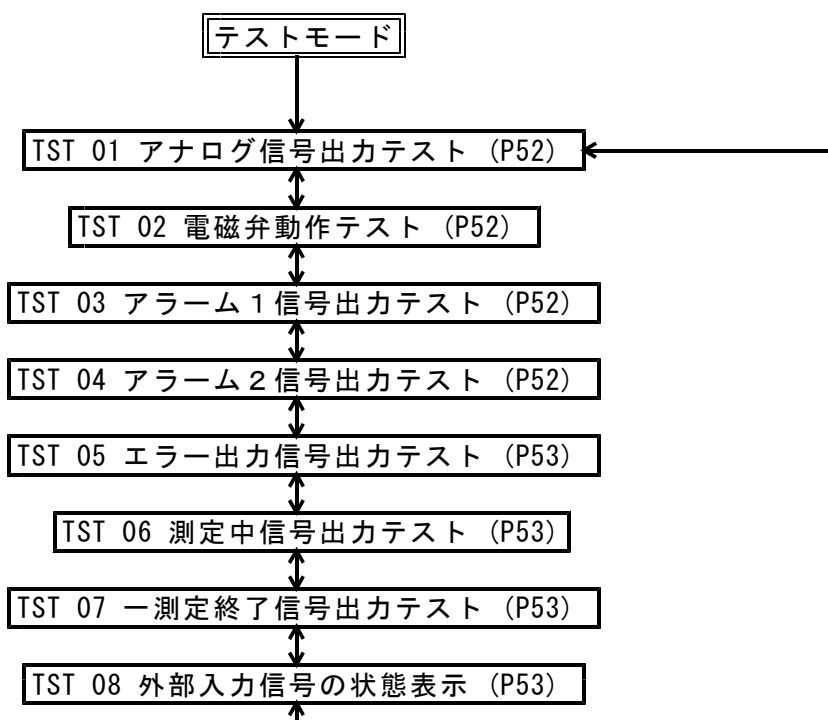 テストモード
TST 01 アナログ信号出力テスト (P52)
TST 02 電磁弁動作テスト (P52)
TST 03 アラーム１信号出力テスト (P52)
TST 04 アラーム２信号出力テスト (P52)
TST 05 エラー出力信号出力テスト (P53)
TST 06 測定中信号出力テスト (P53)
TST 07 一測定終了信号出力テスト (P53)
TST 08 外部入力信号の状態表示 (P53)